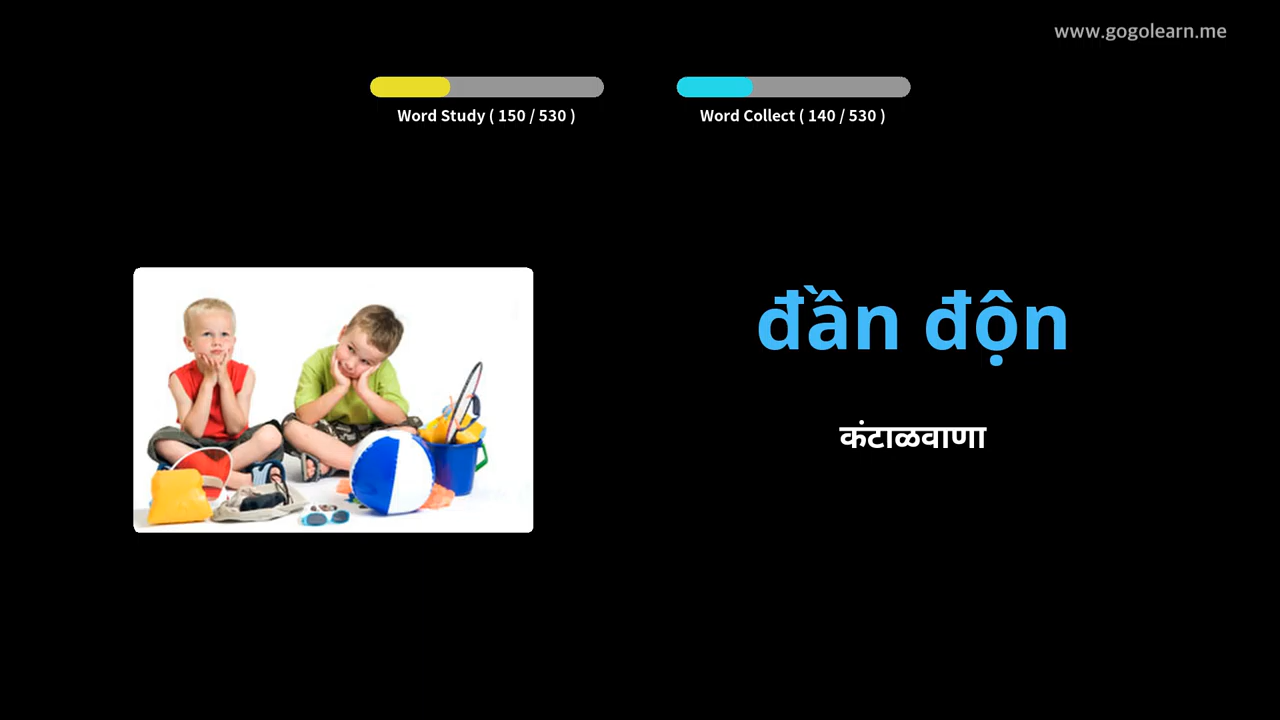 www.gogolearn.me
Word Study ( 150 / 530 )
Word Collect ( 140 / 530 )
đần độn
कंटाळवाणा